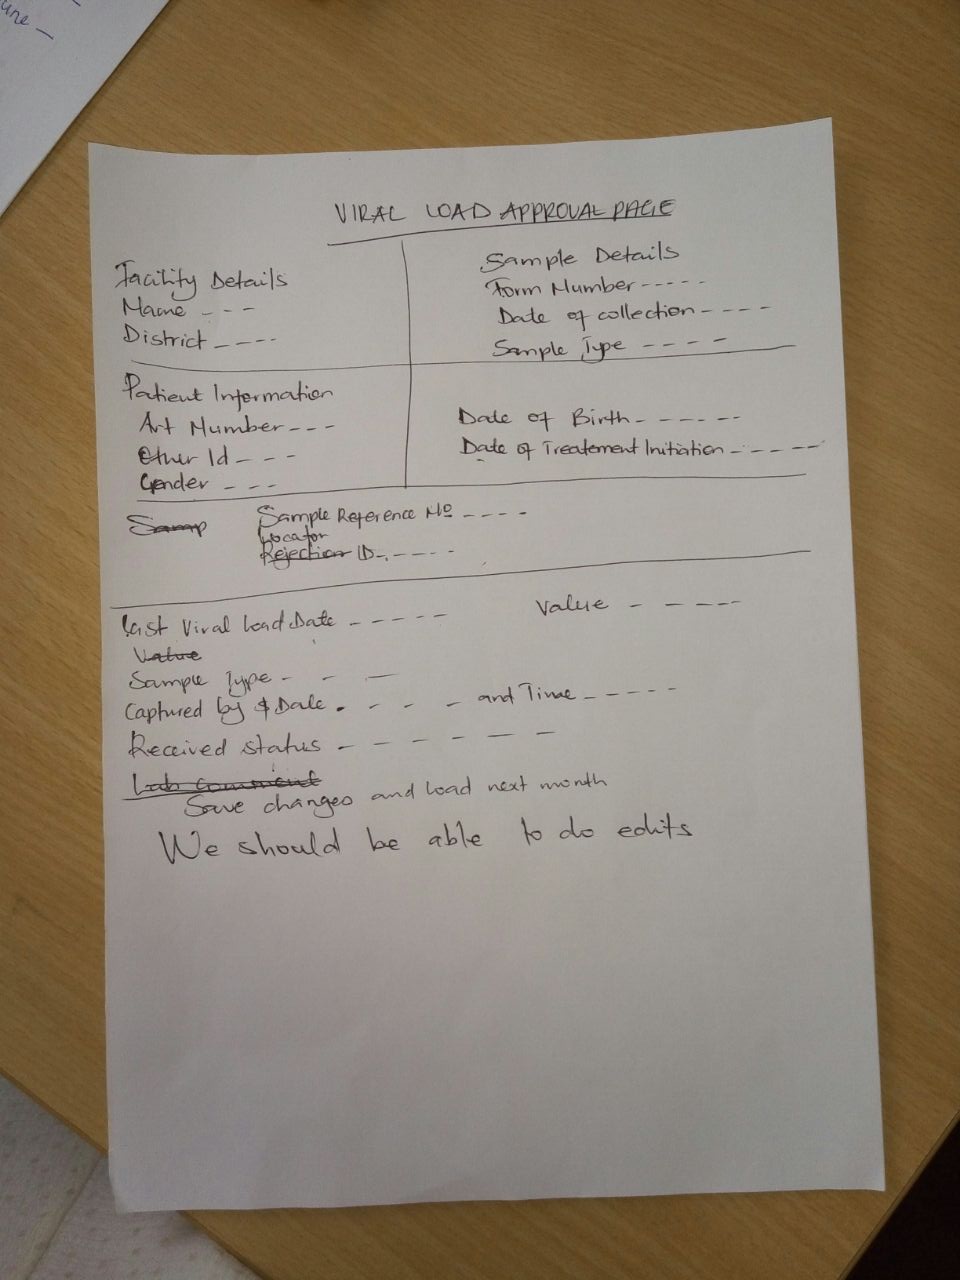 une -
VIRAL LOAD APPROVAL PAGE
Facility Details
Name ---
District ----
Sample Details
Form Number -----
Date of collection ----
Sample Type ----
Patient Information
Art Number ---
Other Id ---
Gender ---
Date of Birth ------
Date of Treatement Initiation -----
Samp
Sample Reference No ----
Locator
Rejection ID -----
Last Viral Load Date ----- Value - ----
Value
Sample Type - - —
Captured by & Date . - - - and Time -----
Received status - - - - - -
Lab comment
Save changes and load next month
We should be able to do edits